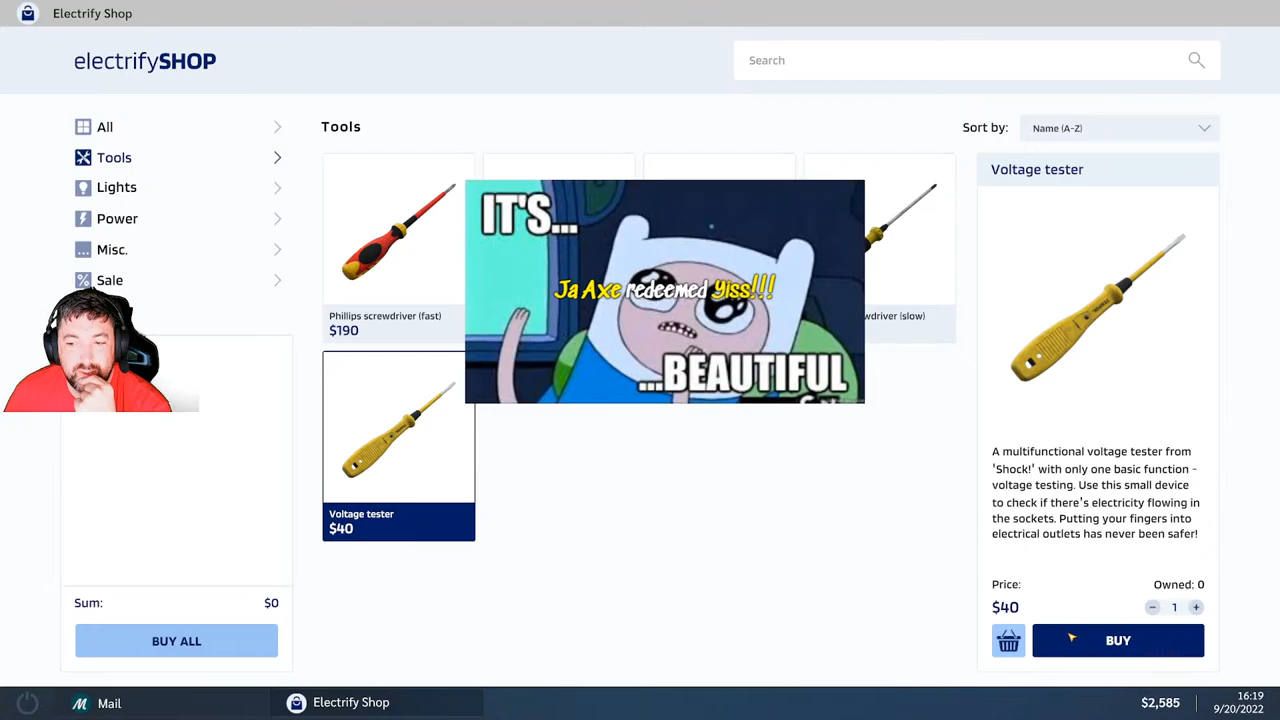 Electrify Shop
electrifySHOP
Search
All
Tools
Lights
Power
Misc.
Sale
Tools
Sort by:
Name (A-Z)
Phillips screwdriver (fast)
$190
wdriver (slow)
IT'S...
Ja Axe redeemed Yiss!!!
...BEAUTIFUL
Voltage tester
$40
Voltage tester
A multifunctional voltage tester from
'Shock!' with only one basic function -
voltage testing. Use this small device
to check if there's electricity flowing in
the sockets. Putting your fingers into
electrical outlets has never been safer!
Price:
Owned: 0
$40
1
BUY
Sum:
$0
BUY ALL
Mail
Electrify Shop
$2,585
16:19
9/20/2022